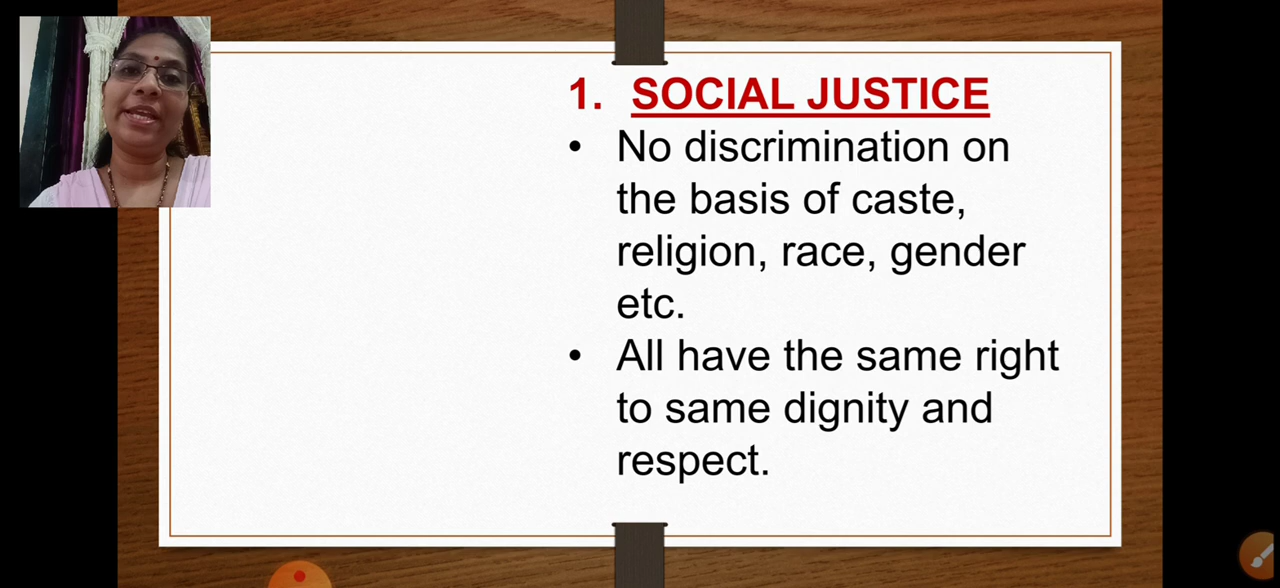 1. SOCIAL JUSTICE
• No discrimination on
the basis of caste,
religion, race, gender
etc.
• All have the same right
to same dignity and
respect.